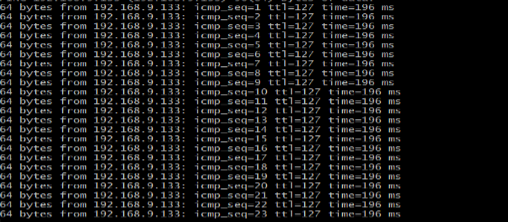 64 bytes from 192.168.9.133: icmp_seq=1 ttl=127 time=196 ms
64 bytes from 192.168.9.133: icmp_seq=2 ttl=127 time=196 ms
64 bytes from 192.168.9.133: icmp_seq=3 ttl=127 time=196 ms
64 bytes from 192.168.9.133: icmp_seq=4 ttl=127 time=196 ms
64 bytes from 192.168.9.133: icmp_seq=5 ttl=127 time=196 ms
64 bytes from 192.168.9.133: icmp_seq=6 ttl=127 time=196 ms
64 bytes from 192.168.9.133: icmp_seq=7 ttl=127 time=196 ms
64 bytes from 192.168.9.133: icmp_seq=8 ttl=127 time=196 ms
64 bytes from 192.168.9.133: icmp_seq=9 ttl=127 time=196 ms
64 bytes from 192.168.9.133: icmp_seq=10 ttl=127 time=196 ms
64 bytes from 192.168.9.133: icmp_seq=11 ttl=127 time=196 ms
64 bytes from 192.168.9.133: icmp_seq=12 ttl=127 time=196 ms
64 bytes from 192.168.9.133: icmp_seq=13 ttl=127 time=196 ms
64 bytes from 192.168.9.133: icmp_seq=14 ttl=127 time=196 ms
64 bytes from 192.168.9.133: icmp_seq=15 ttl=127 time=196 ms
64 bytes from 192.168.9.133: icmp_seq=16 ttl=127 time=196 ms
64 bytes from 192.168.9.133: icmp_seq=17 ttl=127 time=196 ms
64 bytes from 192.168.9.133: icmp_seq=18 ttl=127 time=196 ms
64 bytes from 192.168.9.133: icmp_seq=19 ttl=127 time=196 ms
64 bytes from 192.168.9.133: icmp_seq=20 ttl=127 time=196 ms
64 bytes from 192.168.9.133: icmp_seq=21 ttl=127 time=196 ms
64 bytes from 192.168.9.133: icmp_seq=22 ttl=127 time=196 ms
64 bytes from 192.168.9.133: icmp_seq=23 ttl=127 time=196 ms